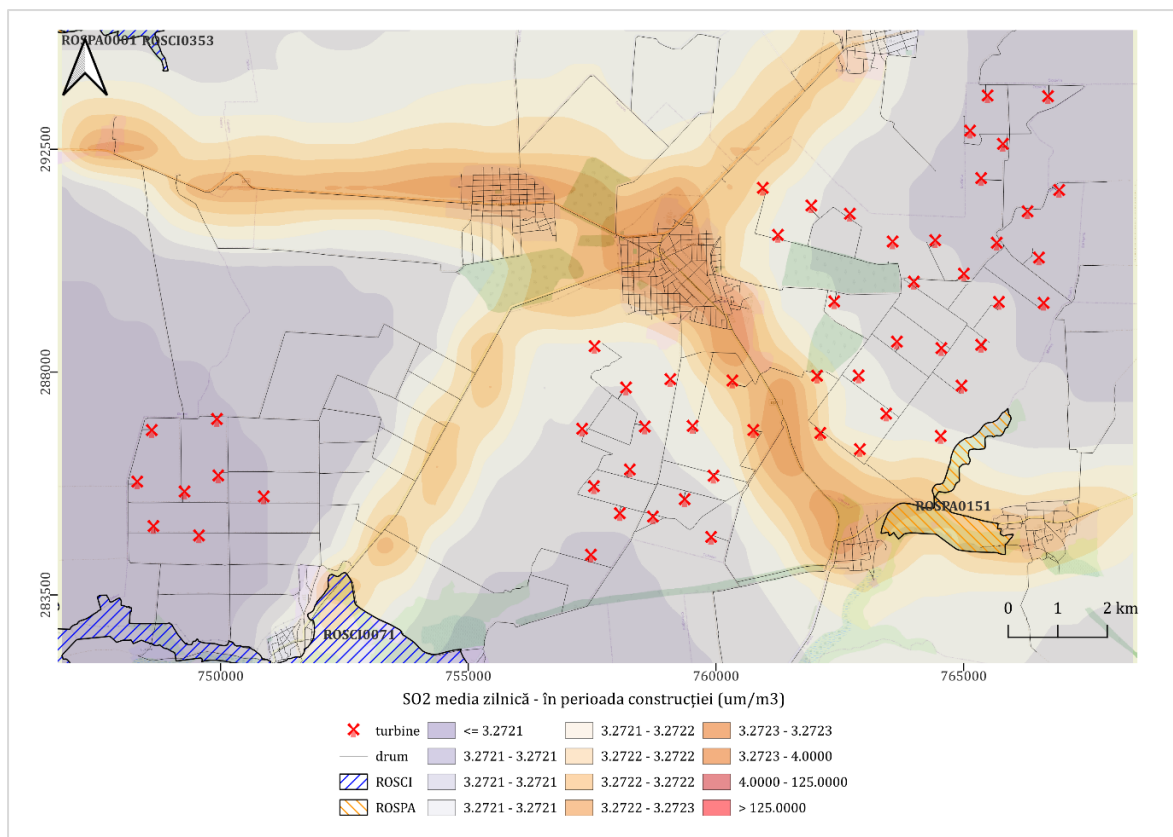 ROSPA0001 ROSCI0353
292500
288000
283500
ROSPA0151
ROSCI0071
0 1 2 km
750000 755000 760000 765000
SO2 media zilnică - în perioada construcției (um/m3)
turbine <= 3.2721 3.2721 - 3.2722 3.2723 - 3.2723
drum 3.2721 - 3.2721 3.2722 - 3.2722 3.2723 - 4.0000
ROSCI 3.2721 - 3.2721 3.2722 - 3.2722 4.0000 - 125.0000
ROSPA 3.2721 - 3.2721 3.2722 - 3.2723 > 125.0000